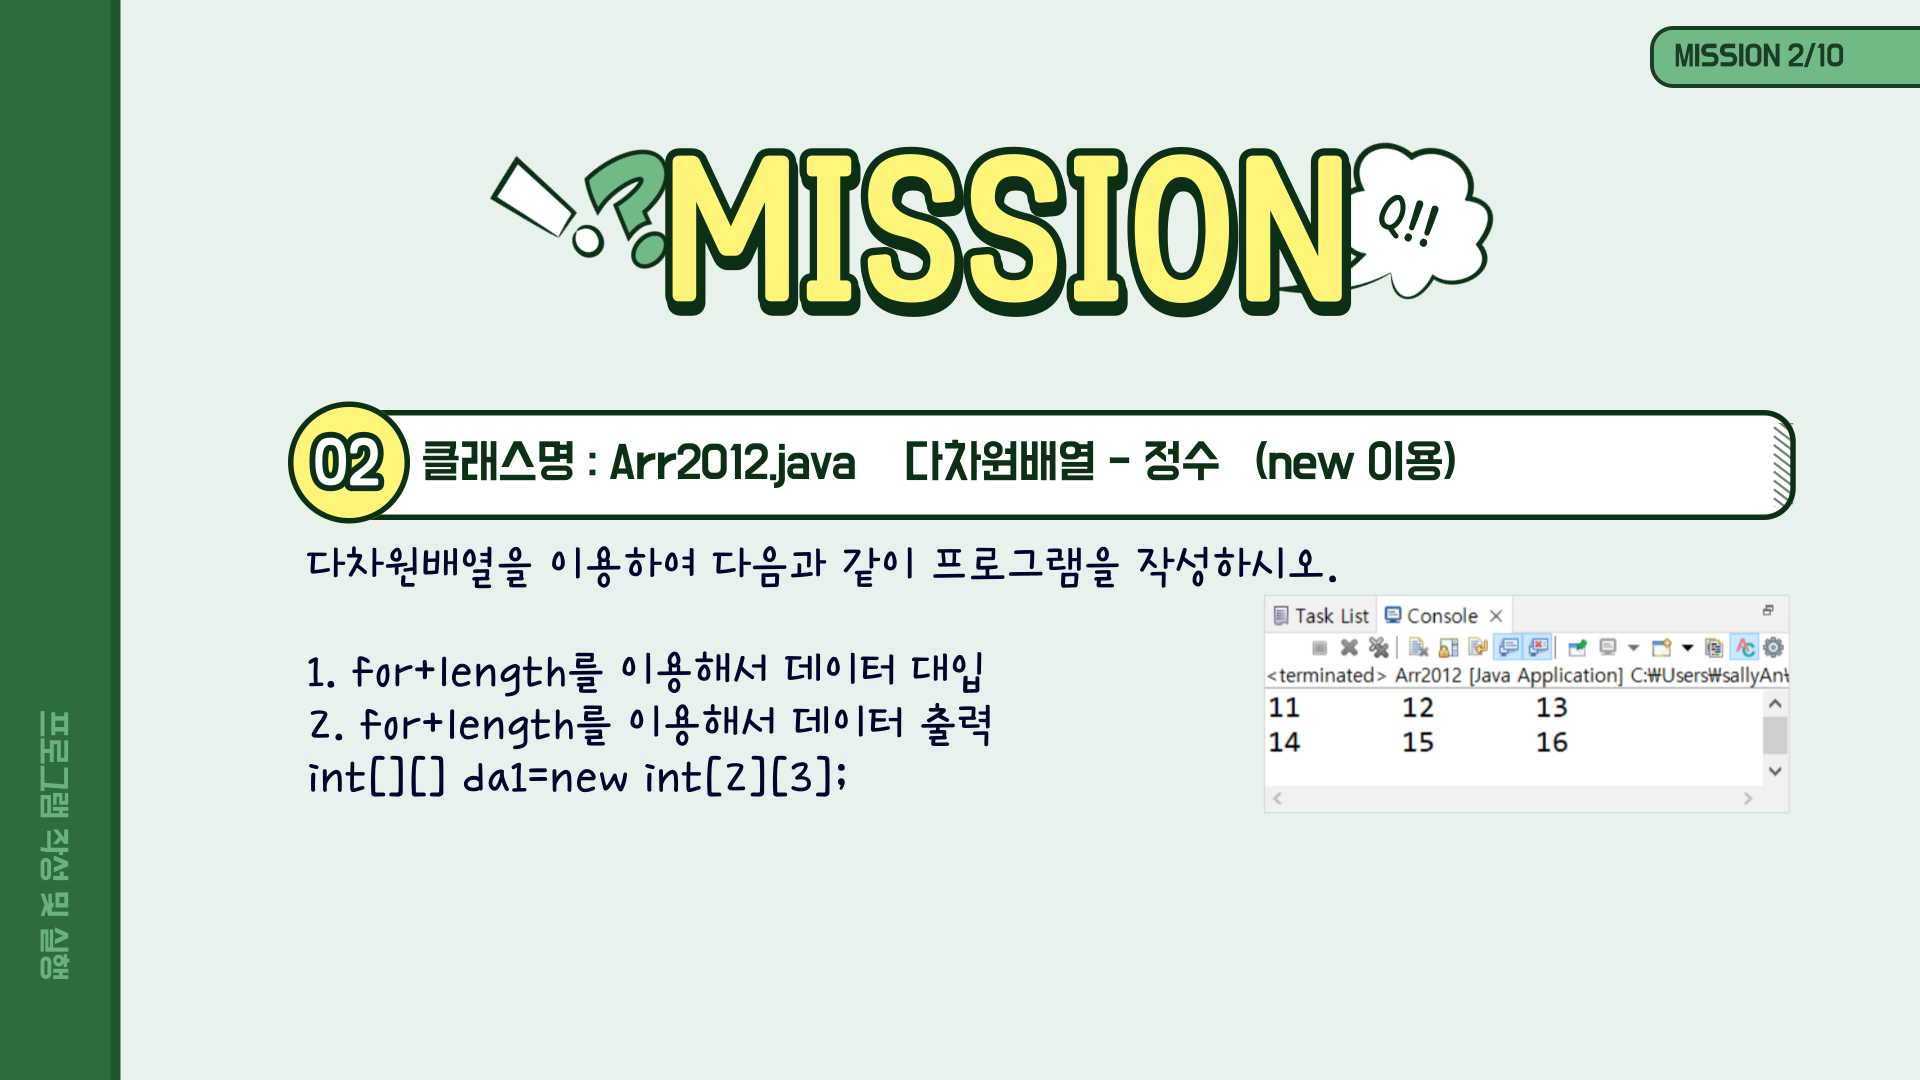 MISSION 2/10
!?MISSION
Q!!
02 클래스명 : Arr2012.java 다차원배열 - 정수 (new 이용)
다차원배열을 이용하여 다음과 같이 프로그램을 작성하시오.
1. for+length를 이용해서 데이터 대입
2. for+length를 이용해서 데이터 출력
int[][] da1=new int[2][3];
Task List Console
<terminated> Arr2012 [Java Application] C:₩Users₩sallyAn₩
11 12 13
14 15 16
프로그램 작성 및 실행